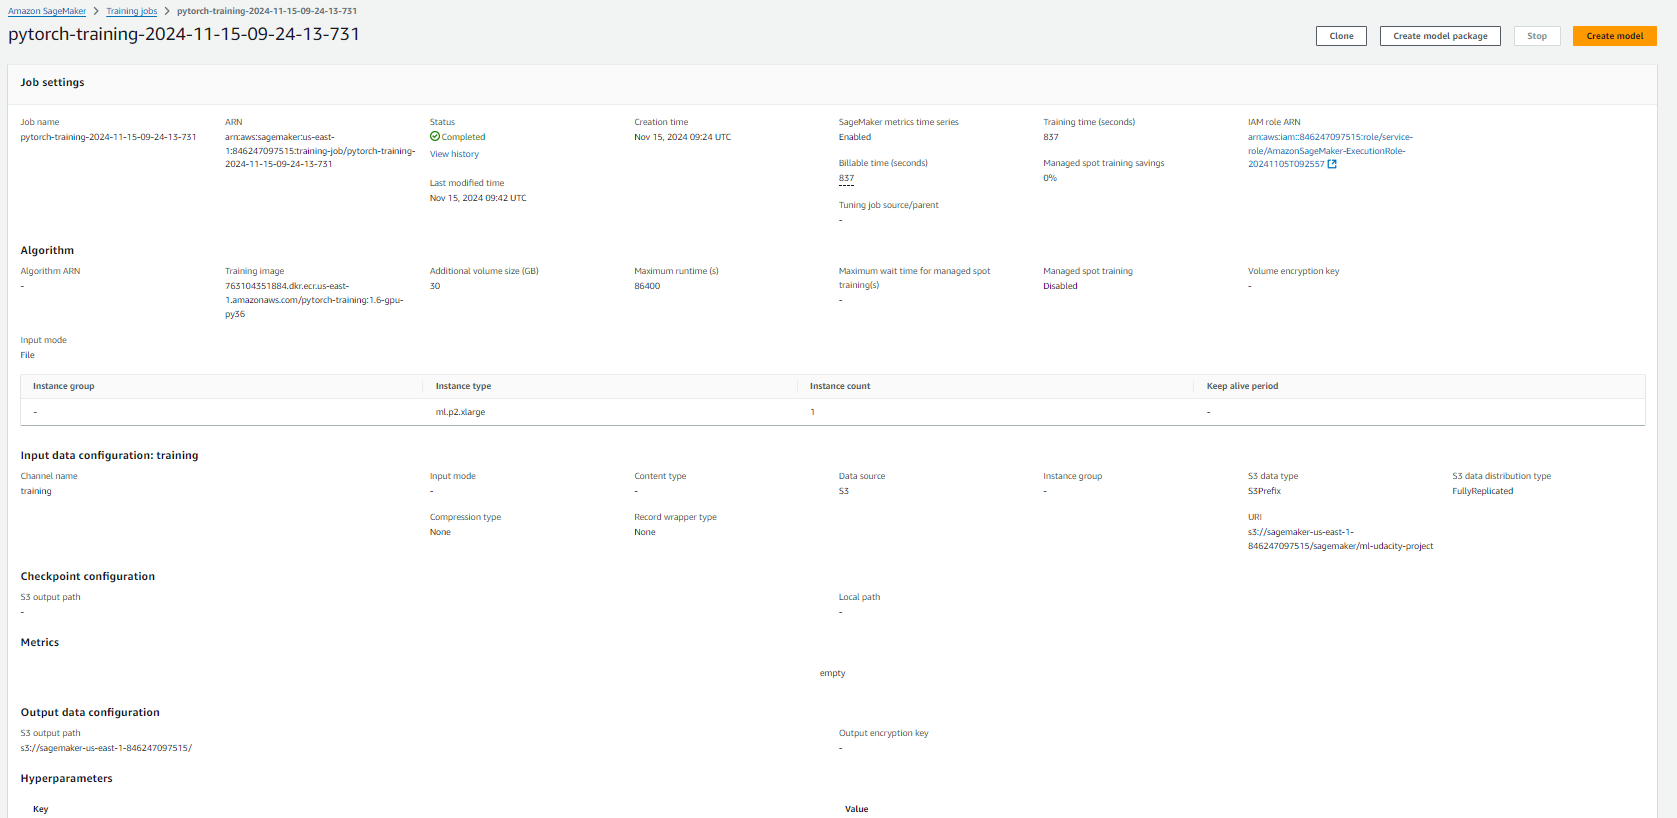 Amazon SageMaker > Training jobs > pytorch-training-2024-11-15-09-24-13-731
pytorch-training-2024-11-15-09-24-13-731
Clone
Create model package
Stop
Create model
Job settings
Job name
pytorch-training-2024-11-15-09-24-13-731
ARN
arn:aws:sagemaker:us-east-
1:846247097515:training-job/pytorch-training-
2024-11-15-09-24-13-731
Status
Completed
View history
Last modified time
Nov 15, 2024 09:42 UTC
Creation time
Nov 15, 2024 09:24 UTC
SageMaker metrics time series
Enabled
Billable time (seconds)
837
Tuning job source/parent
-
Training time (seconds)
837
Managed spot training savings
0%
IAM role ARN
arn:aws:iam::846247097515:role/service-
role/AmazonSageMaker-ExecutionRole-
20241105T092557
Algorithm
Algorithm ARN
-
Training image
763104351884.dkr.ecr.us-east-
1.amazonaws.com/pytorch-training:1.6-gpu-
py36
Additional volume size (GB)
30
Maximum runtime (s)
86400
Maximum wait time for managed spot
training(s)
-
Managed spot training
Disabled
Volume encryption key
-
Input mode
File
Instance group
Instance type
Instance count
Keep alive period
-
ml.p2.xlarge
1
-
Input data configuration: training
Channel name
training
Input mode
-
Content type
-
Data source
S3
Instance group
-
S3 data type
S3Prefix
S3 data distribution type
FullyReplicated
Compression type
None
Record wrapper type
None
URI
s3://sagemaker-us-east-1-
846247097515/sagemaker/ml-udacity-project
Checkpoint configuration
S3 output path
-
Local path
-
Metrics
empty
Output data configuration
S3 output path
s3://sagemaker-us-east-1-846247097515/
Output encryption key
-
Hyperparameters
Key
Value